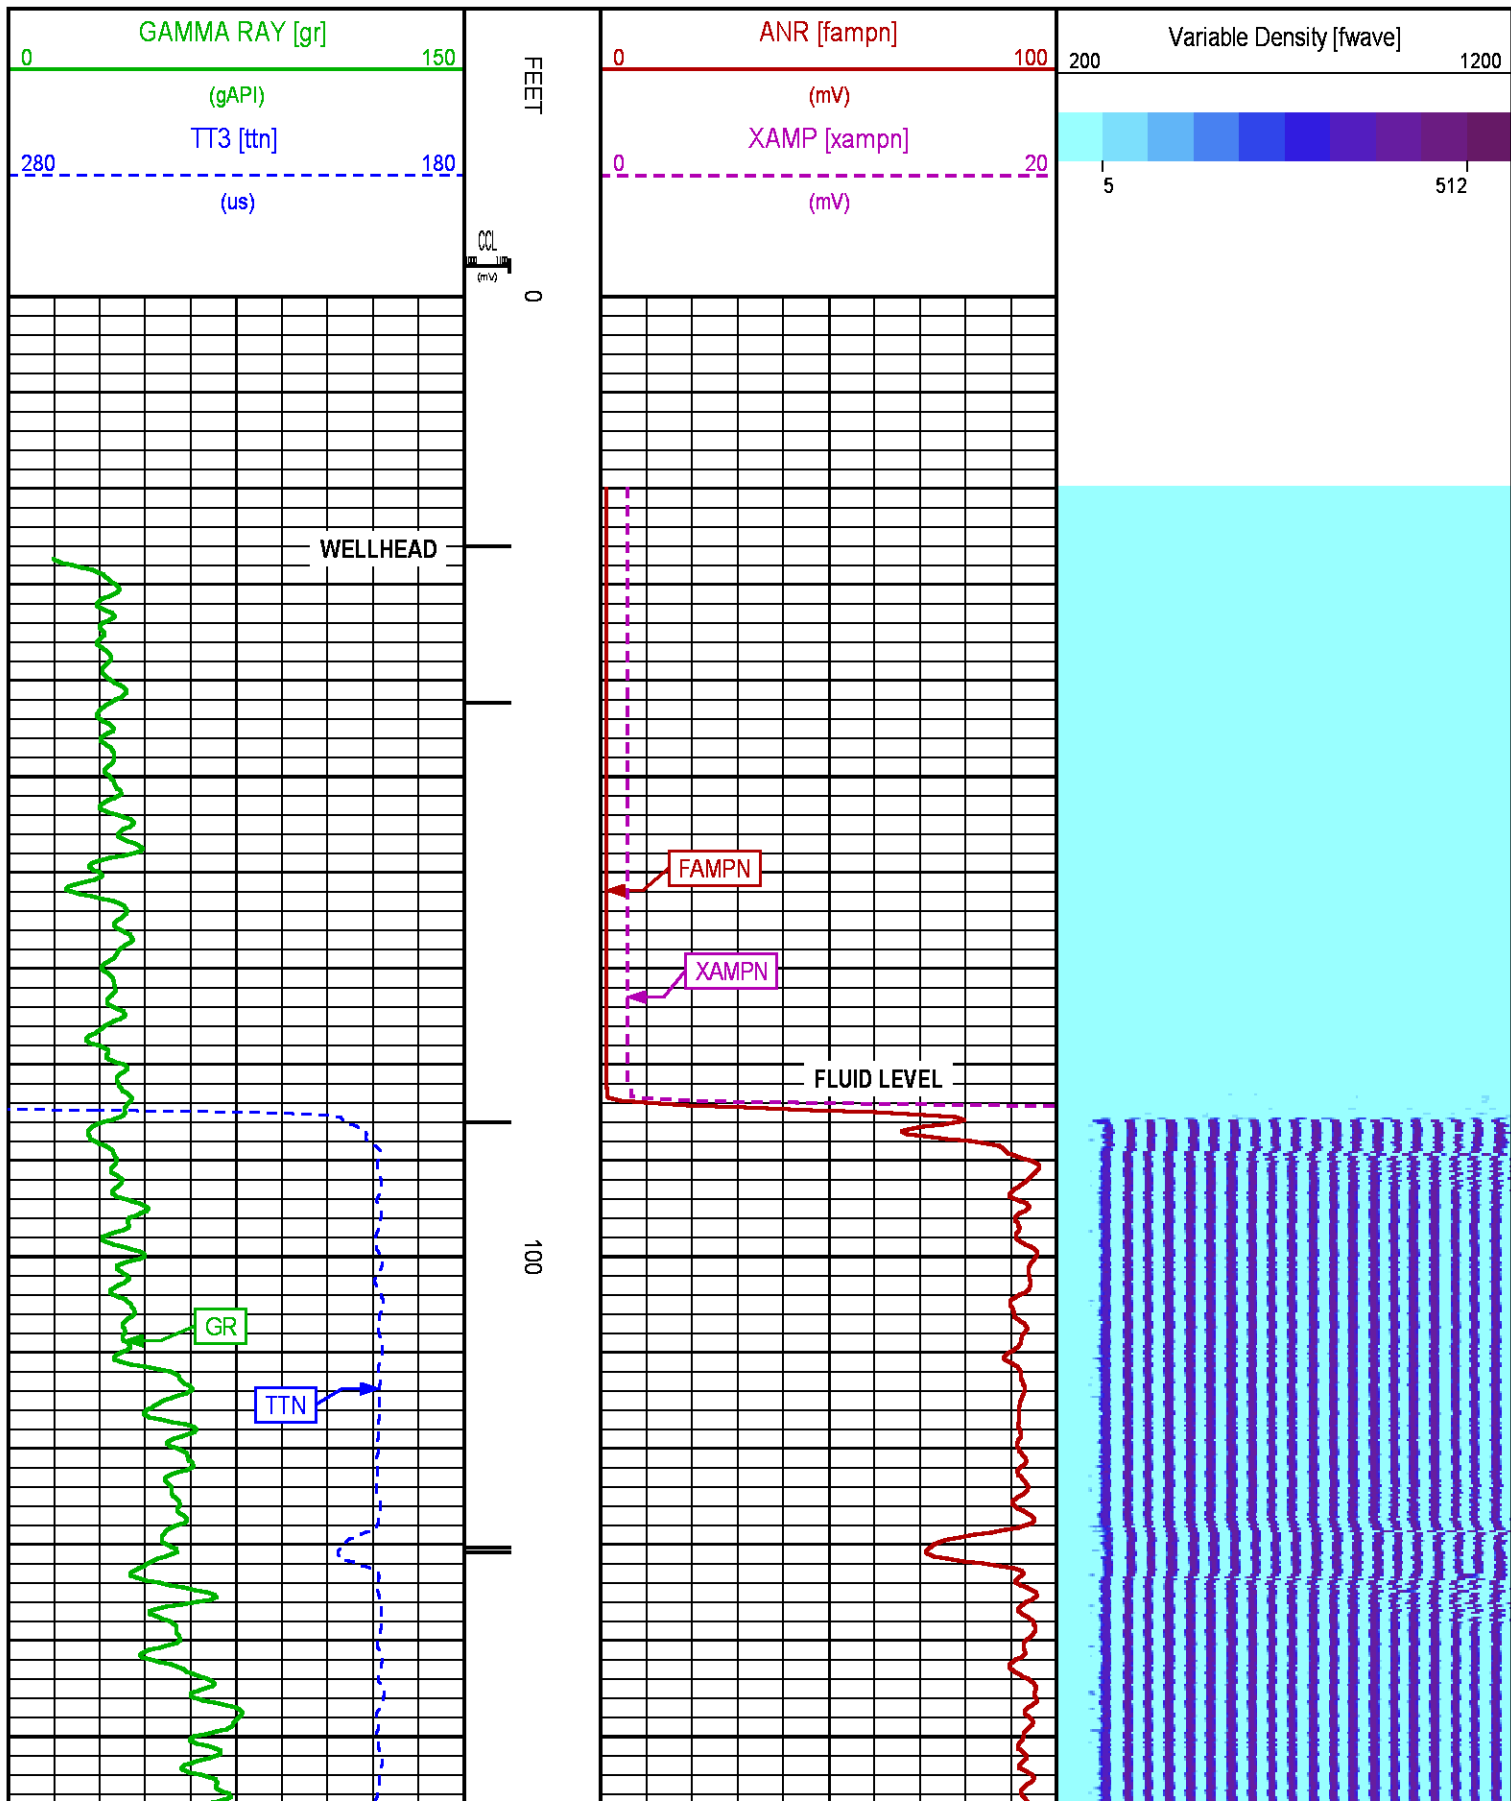 GAMMA RAY [gr]
0 150
(gAPI)
TT3 [ttn]
280 180
(us)
FEET
CCL
(mV)
0
ANR [fampn]
0 100
(mV)
XAMP [xampn]
0 20
(mV)
Variable Density [fwave]
200 1200
5 512
WELLHEAD
FAMPN
XAMPN
FLUID LEVEL
100
GR
TTN